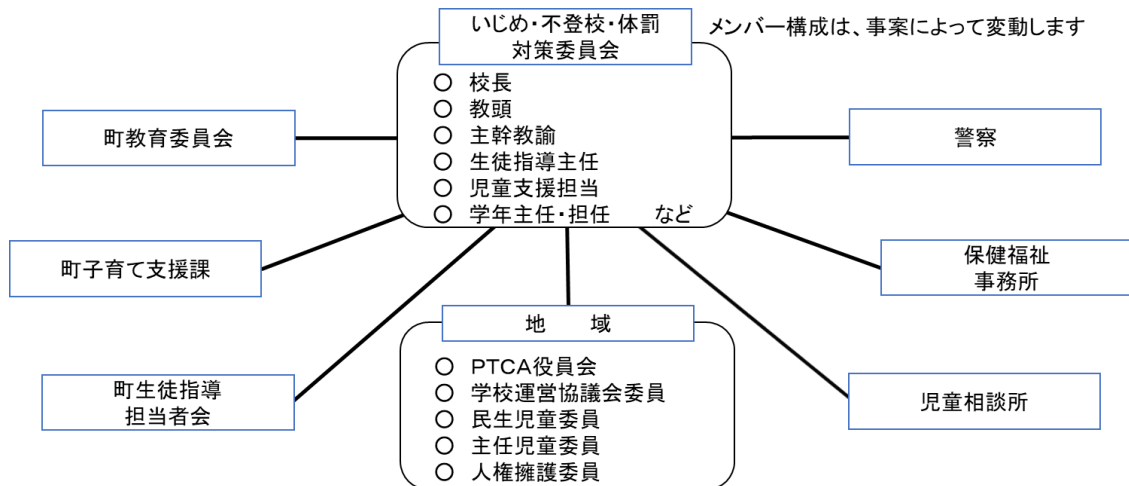 いじめ・不登校・体罰
対策委員会
メンバー構成は、事案によって変動します
○ 校長
○ 教頭
○ 主幹教諭
○ 生徒指導主任
○ 児童支援担当
○ 学年主任・担任 など
町教育委員会
警察
町子育て支援課
保健福祉
事務所
地 域
○ PTCA役員会
○ 学校運営協議会委員
○ 民生児童委員
○ 主任児童委員
○ 人権擁護委員
町生徒指導
担当者会
児童相談所